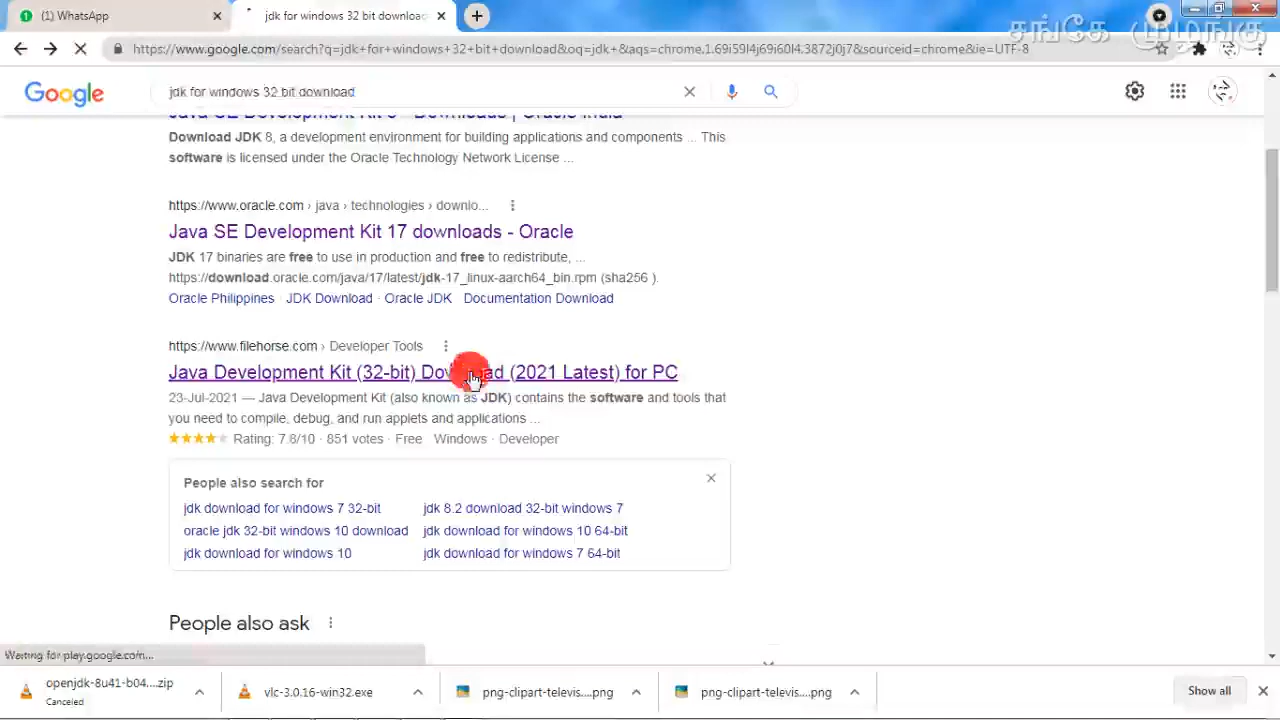 (1) WhatsApp
jdk for windows 32 bit download
சங்கே முழங்கு
https://www.google.com/search?q=jdk+for+windows+32+bit+download&oq=jdk+&aqs=chrome.1.69i59l4j69i60l4.3872j0j7&sourceid=chrome&ie=UTF-8
Google
jdk for windows 32 bit download
Download JDK 8, a development environment for building applications and components ... This
software is licensed under the Oracle Technology Network License ...
https://www.oracle.com › java › technologies › downlo...
Java SE Development Kit 17 downloads - Oracle
JDK 17 binaries are free to use in production and free to redistribute, ...
https://download.oracle.com/java/17/latest/jdk-17_linux-aarch64_bin.rpm (sha256 ).
Oracle Philippines · JDK Download · Oracle JDK · Documentation Download
https://www.filehorse.com › Developer Tools
Java Development Kit (32-bit) Download (2021 Latest) for PC
23-Jul-2021 — Java Development Kit (also known as JDK) contains the software and tools that
you need to compile, debug, and run applets and applications ...
Rating: 7.6/10 · 851 votes · Free · Windows · Developer
People also search for
jdk download for windows 7 32-bit
jdk 8.2 download 32-bit windows 7
oracle jdk 32-bit windows 10 download
jdk download for windows 10 64-bit
jdk download for windows 10
jdk download for windows 7 64-bit
People also ask
Waiting for play.google.com...
openjdk-8u41-b04....zip
Canceled
vlc-3.0.16-win32.exe
png-clipart-televis....png
png-clipart-televis....png
Show all